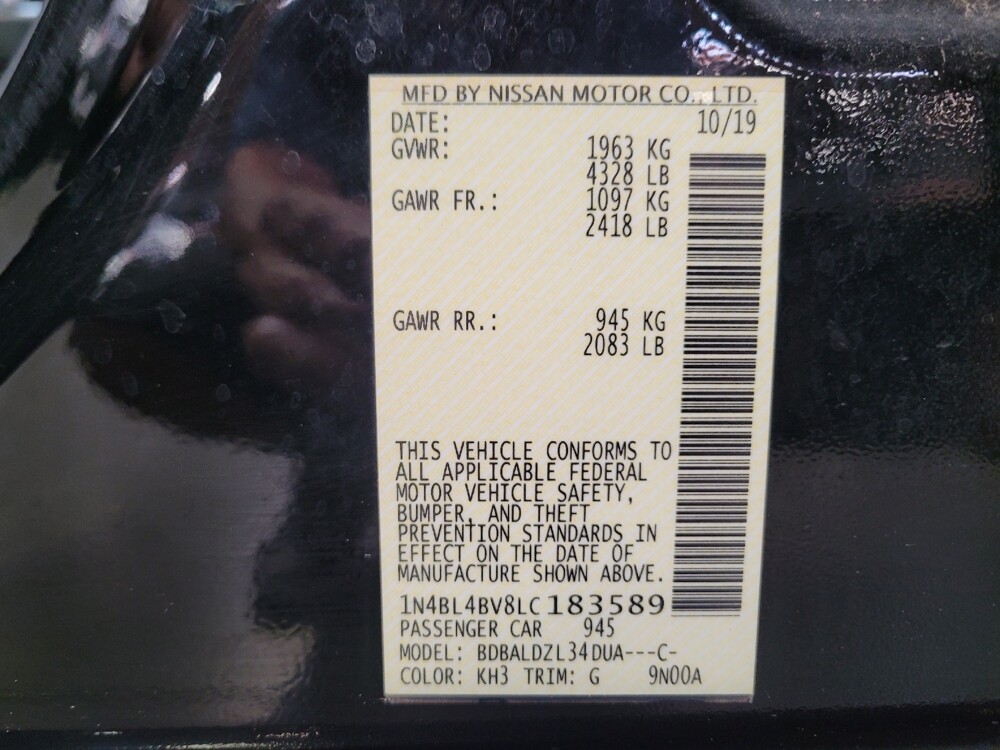 MFD BY NISSAN MOTOR CO., LTD.
DATE: 10/19
GVWR: 1963 KG
4328 LB
GAWR FR.: 1097 KG
2418 LB
GAWR RR.: 945 KG
2083 LB
THIS VEHICLE CONFORMS TO
ALL APPLICABLE FEDERAL
MOTOR VEHICLE SAFETY,
BUMPER, AND THEFT
PREVENTION STANDARDS IN
EFFECT ON THE DATE OF
MANUFACTURE SHOWN ABOVE.
1N4BL4BV8LC183589
PASSENGER CAR 945
MODEL: BDBALDZL34DUA---C-
COLOR: KH3 TRIM: G 9N00A